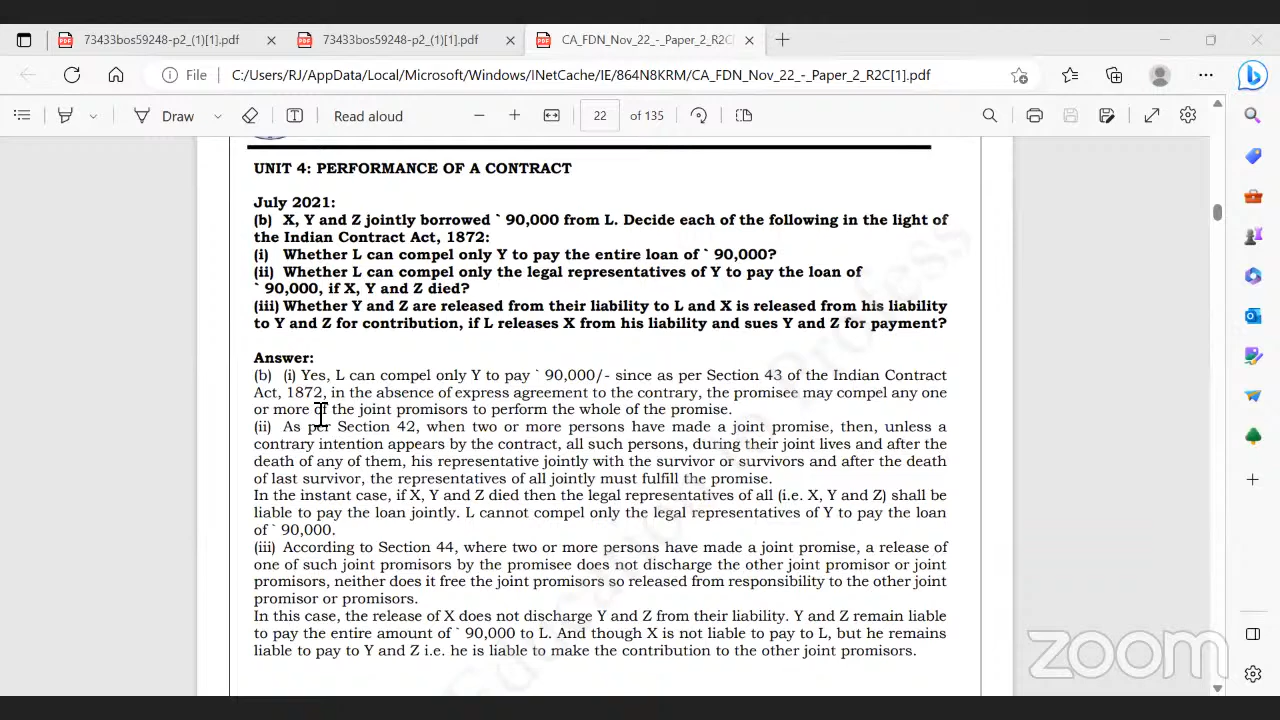 73433bos59248-p2_(1)[1].pdf
73433bos59248-p2_(1)[1].pdf
CA_FDN_Nov_22_-_Paper_2_R2C
File
C:/Users/RJ/AppData/Local/Microsoft/Windows/INetCache/IE/864N8KRM/CA_FDN_Nov_22_-_Paper_2_R2C[1].pdf
Draw
Read aloud
22
of 135
UNIT 4: PERFORMANCE OF A CONTRACT
July 2021:
(b) X, Y and Z jointly borrowed ` 90,000 from L. Decide each of the following in the light of
the Indian Contract Act, 1872:
(i) Whether L can compel only Y to pay the entire loan of ` 90,000?
(ii) Whether L can compel only the legal representatives of Y to pay the loan of
` 90,000, if X, Y and Z died?
(iii) Whether Y and Z are released from their liability to L and X is released from his liability
to Y and Z for contribution, if L releases X from his liability and sues Y and Z for payment?
Answer:
(b) (i) Yes, L can compel only Y to pay ` 90,000/- since as per Section 43 of the Indian Contract
Act, 1872, in the absence of express agreement to the contrary, the promisee may compel any one
or more of the joint promisors to perform the whole of the promise.
(ii) As per Section 42, when two or more persons have made a joint promise, then, unless a
contrary intention appears by the contract, all such persons, during their joint lives and after the
death of any of them, his representative jointly with the survivor or survivors and after the death
of last survivor, the representatives of all jointly must fulfill the promise.
In the instant case, if X, Y and Z died then the legal representatives of all (i.e. X, Y and Z) shall be
liable to pay the loan jointly. L cannot compel only the legal representatives of Y to pay the loan
of ` 90,000.
(iii) According to Section 44, where two or more persons have made a joint promise, a release of
one of such joint promisors by the promisee does not discharge the other joint promisor or joint
promisors, neither does it free the joint promisors so released from responsibility to the other joint
promisor or promisors.
In this case, the release of X does not discharge Y and Z from their liability. Y and Z remain liable
to pay the entire amount of ` 90,000 to L. And though X is not liable to pay to L, but he remains
liable to pay to Y and Z i.e. he is liable to make the contribution to the other joint promisors.
zoom